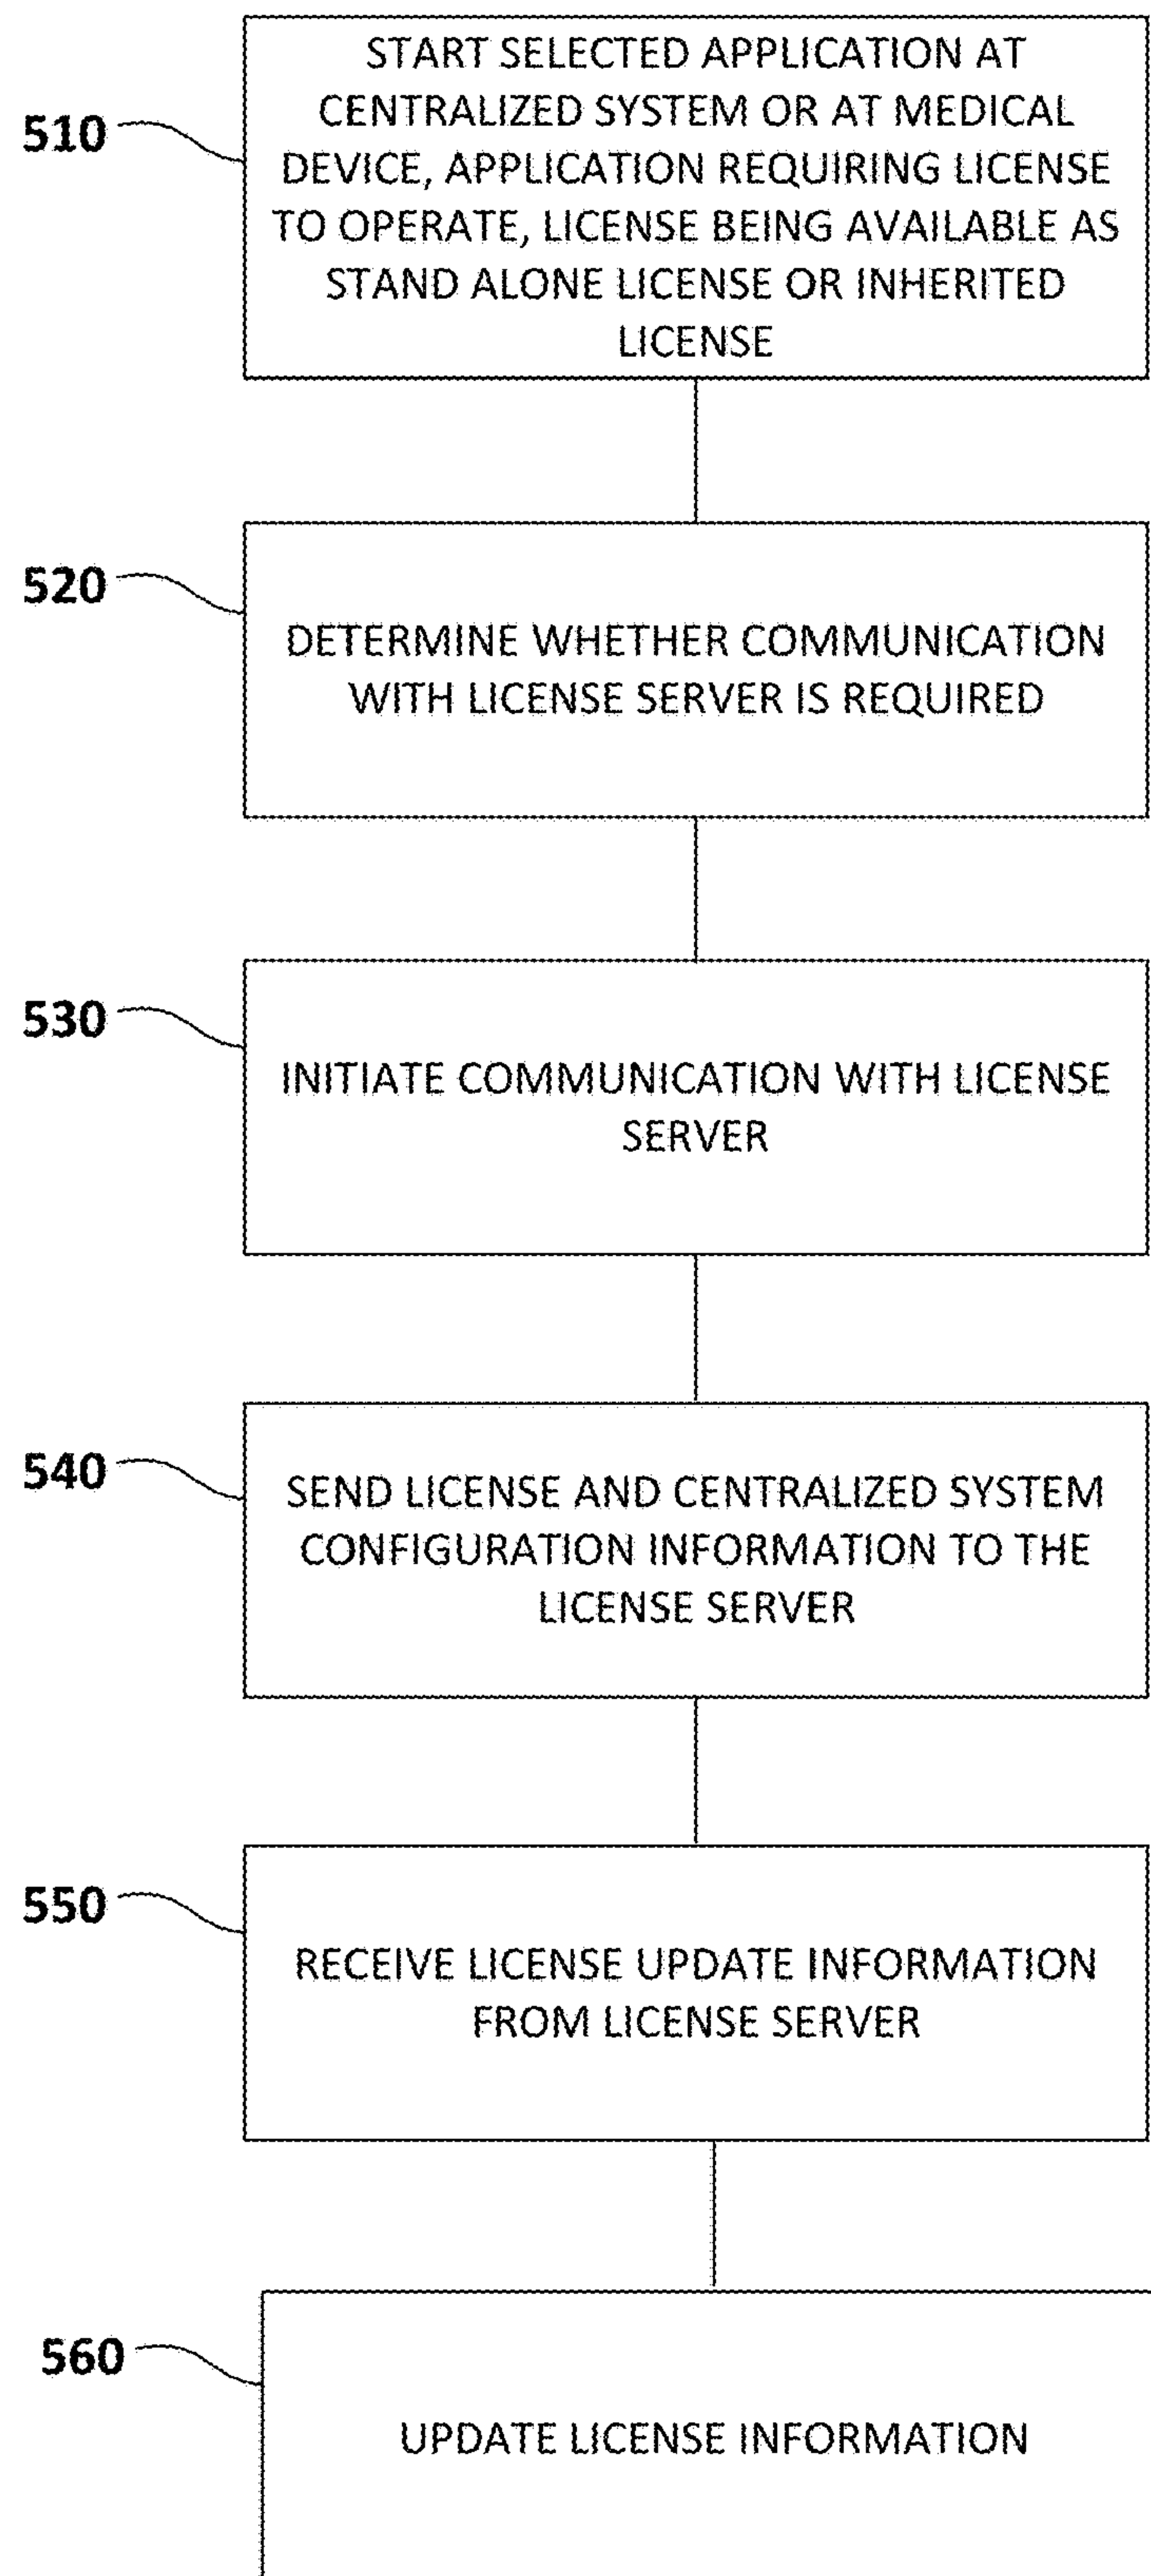 510
START SELECTED APPLICATION AT
CENTRALIZED SYSTEM OR AT MEDICAL
DEVICE, APPLICATION REQUIRING LICENSE
TO OPERATE, LICENSE BEING AVAILABLE AS
STAND ALONE LICENSE OR INHERITED
LICENSE
520
DETERMINE WHETHER COMMUNICATION
WITH LICENSE SERVER IS REQUIRED
530
INITIATE COMMUNICATION WITH LICENSE
SERVER
540
SEND LICENSE AND CENTRALIZED SYSTEM
CONFIGURATION INFORMATION TO THE
LICENSE SERVER
550
RECEIVE LICENSE UPDATE INFORMATION
FROM LICENSE SERVER
560
UPDATE LICENSE INFORMATION